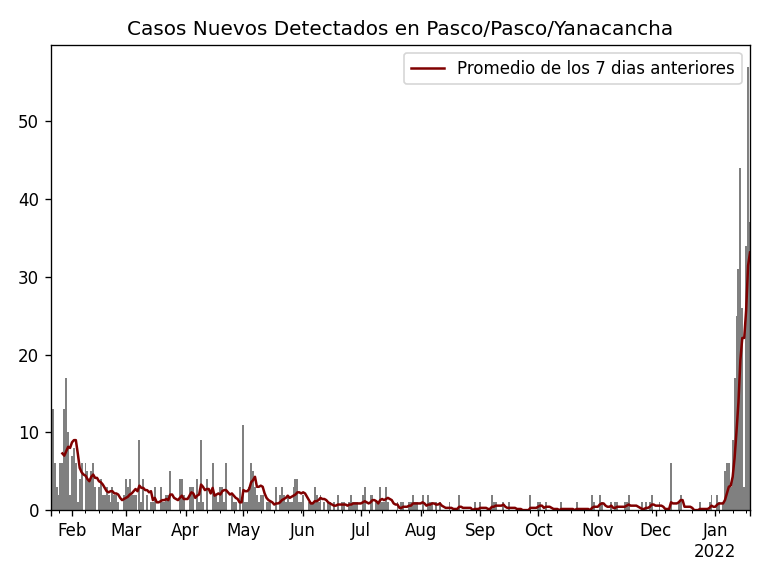 Casos Nuevos Detectados en Pasco/Pasco/Yanacancha
Promedio de los 7 dias anteriores
50
40
30
20
10
0
Feb Mar Apr May Jun Jul Aug Sep Oct Nov Dec Jan
2022